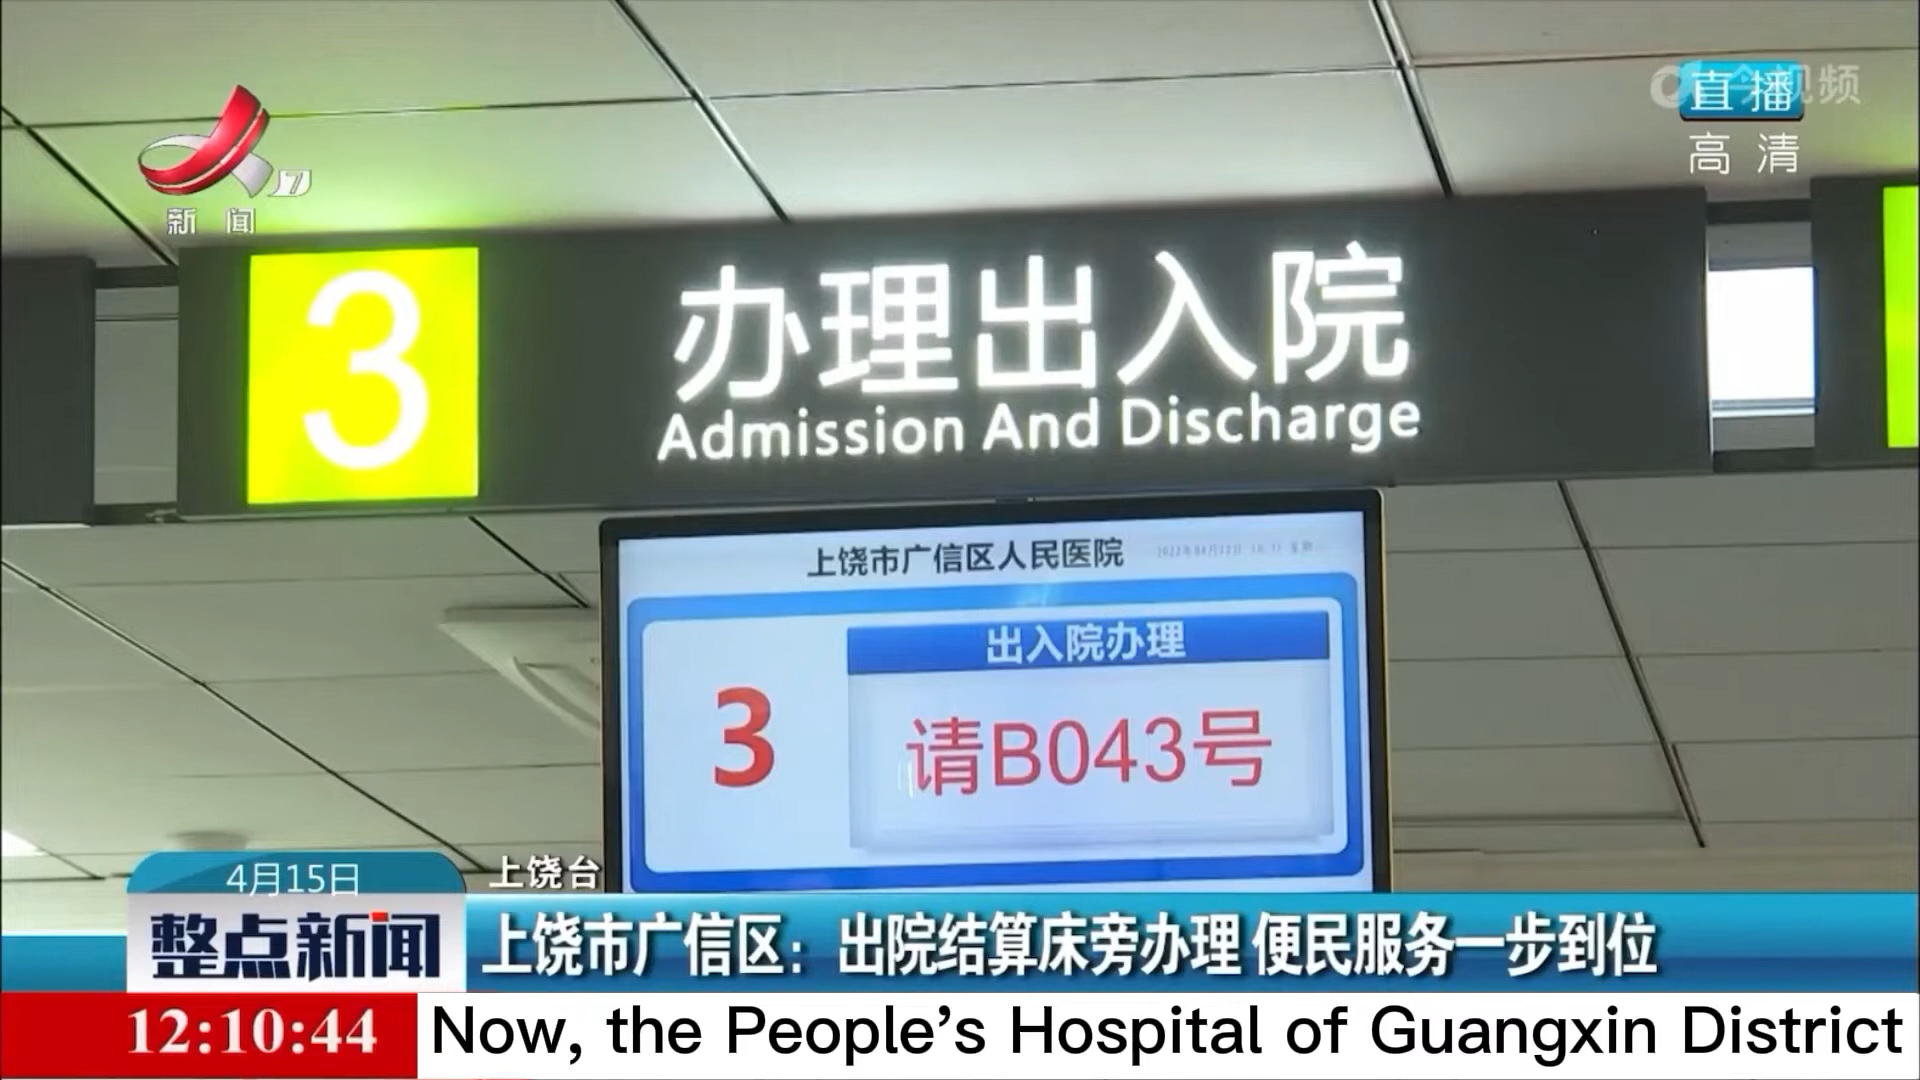 新闻
直播
今视频
高清
3
办理出入院
Admission And Discharge
上饶市广信区人民医院
出入院办理
3
请B043号
4月15日
上饶台
整点新闻
上饶市广信区：出院结算床旁办理 便民服务一步到位
12:10:44
Now, the People’s Hospital of Guangxin District